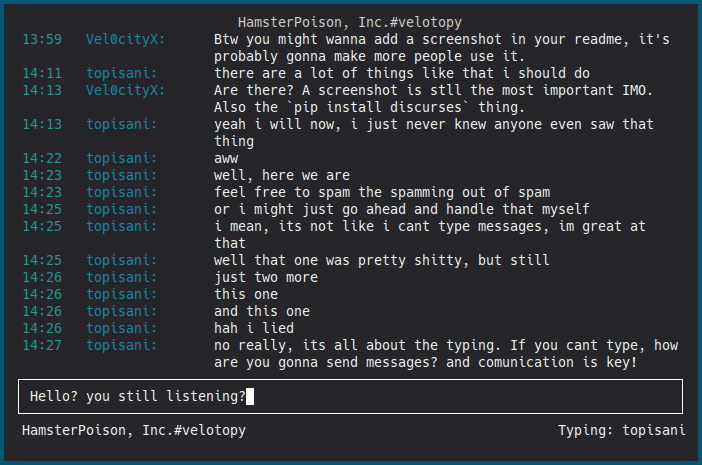 HamsterPoison, Inc.#velotopy
13:59 Vel0cityX: Btw you might wanna add a screenshot in your readme, it's
probably gonna make more people use it.
14:11 topisani: there are a lot of things like that i should do
14:13 Vel0cityX: Are there? A screenshot is stll the most important IMO.
Also the `pip install discurses` thing.
14:13 topisani: yeah i will now, i just never knew anyone even saw that
thing
14:22 topisani: aww
14:23 topisani: well, here we are
14:23 topisani: feel free to spam the spamming out of spam
14:25 topisani: or i might just go ahead and handle that myself
14:25 topisani: i mean, its not like i cant type messages, im great at
that
14:25 topisani: well that one was pretty shitty, but still
14:26 topisani: just two more
14:26 topisani: this one
14:26 topisani: and this one
14:26 topisani: hah i lied
14:27 topisani: no really, its all about the typing. If you cant type, how
are you gonna send messages? and comunication is key!
Hello? you still listening?
HamsterPoison, Inc.#velotopy Typing: topisani